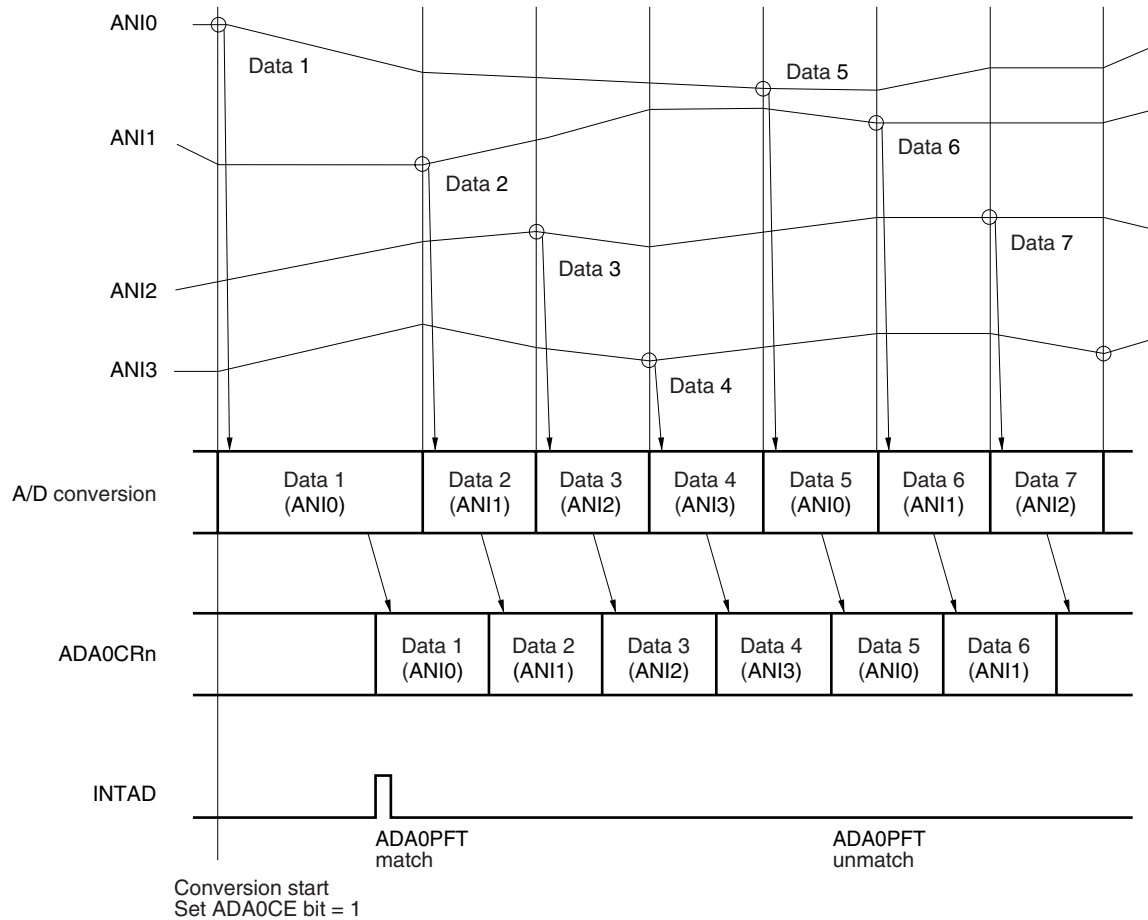 ANI0
Data 1
Data 5
ANI1
Data 6
Data 2
Data 7
Data 3
ANI2
ANI3
Data 4
A/D conversion
Data 1
(ANI0)
Data 2
(ANI1)
Data 3
(ANI2)
Data 4
(ANI3)
Data 5
(ANI0)
Data 6
(ANI1)
Data 7
(ANI2)
ADA0CRn
Data 1
(ANI0)
Data 2
(ANI1)
Data 3
(ANI2)
Data 4
(ANI3)
Data 5
(ANI0)
Data 6
(ANI1)
INTAD
ADA0PFT
match
ADA0PFT
unmatch
Conversion start
Set ADA0CE bit = 1